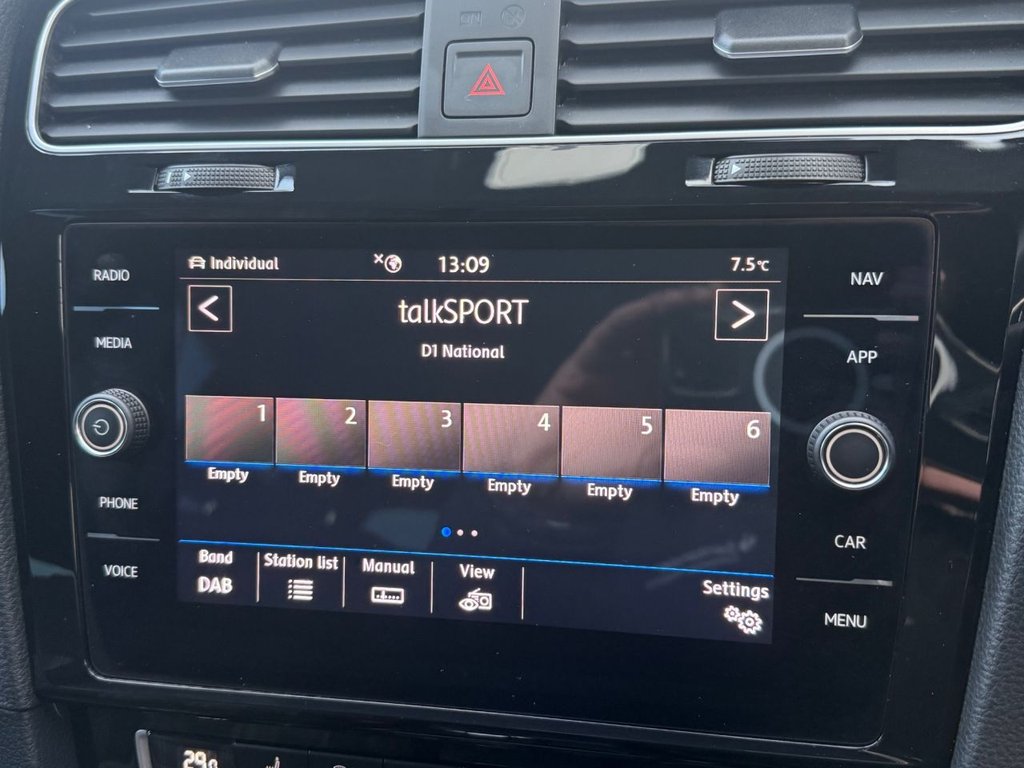 RADIO
MEDIA
PHONE
VOICE
Individual 13:09 7.5°C
talkSPORT
D1 National
1 2 3 4 5 6
Empty Empty Empty Empty Empty Empty
Band Station list Manual View Settings
DAB
NAV
APP
CAR
MENU